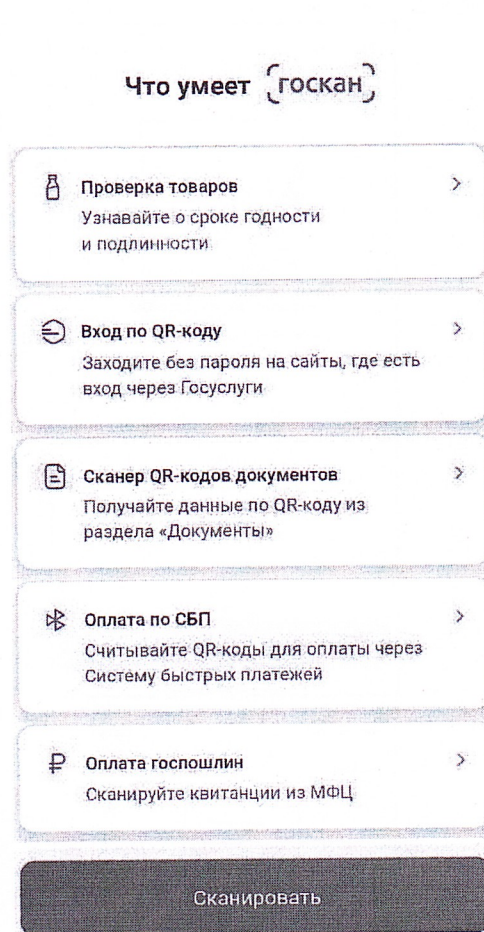 Что умеет госкан
Проверка товаров
Узнавайте о сроке годности
и подлинности
Вход по QR-коду
Заходите без пароля на сайты, где есть
вход через Госуслуги
Сканер QR-кодов документов
Получайте данные по QR-коду из
раздела «Документы»
Оплата по СБП
Считывайте QR-коды для оплаты через
Систему быстрых платежей
Оплата госпошлин
Сканируйте квитанции из МФЦ
Сканировать